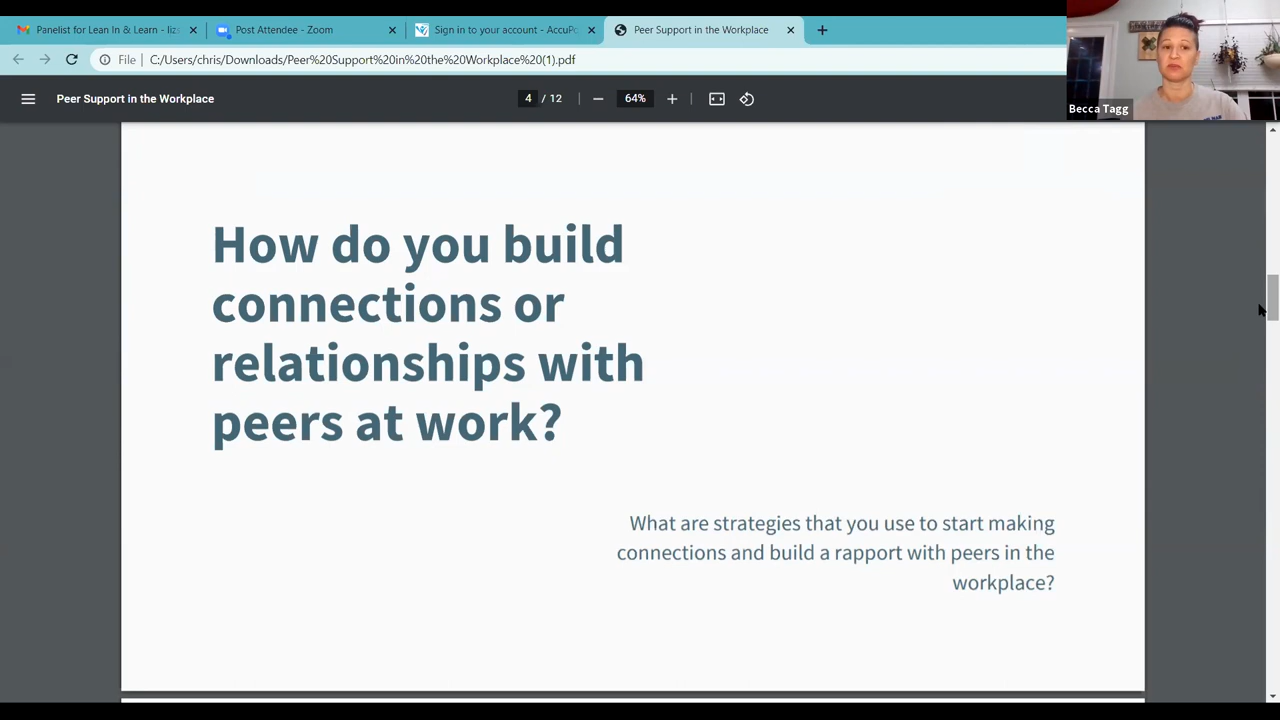 Panelist for Lean In & Learn - liz
Post Attendee - Zoom
Sign in to your account - AccuPo
Peer Support in the Workplace
File
C:/Users/chris/Downloads/Peer%20Support%20in%20the%20Workplace%20(1).pdf
Becca Tagg
Peer Support in the Workplace
4 / 12
64%
How do you build
connections or
relationships with
peers at work?
What are strategies that you use to start making
connections and build a rapport with peers in the
workplace?